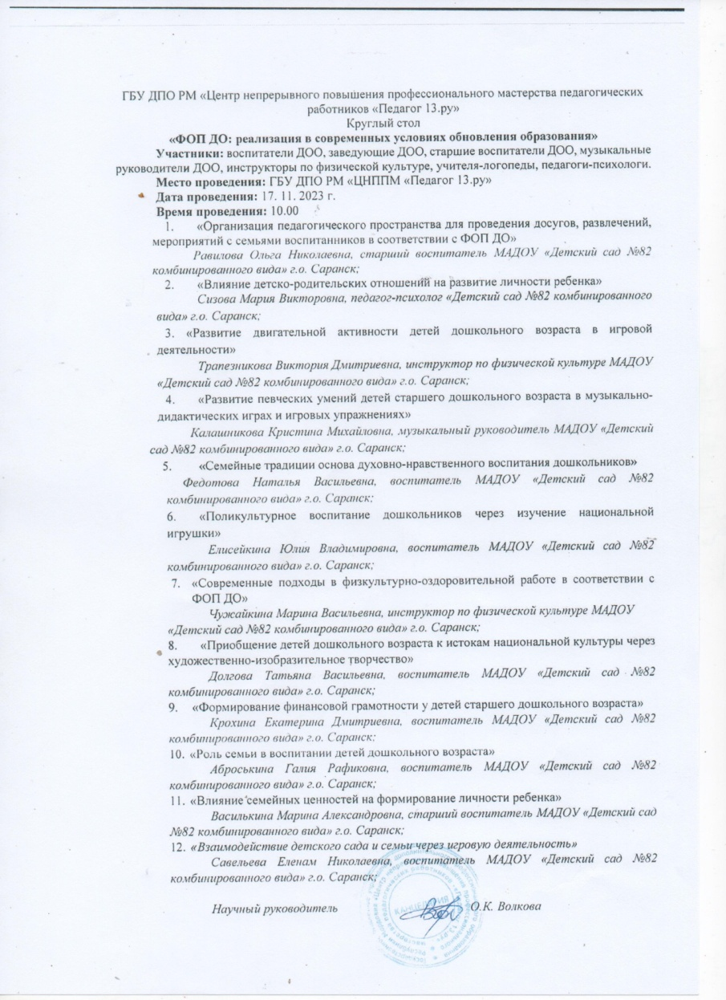 ГБУ ДПО РМ «Центр непрерывного повышения профессионального мастерства педагогических
работников «Педагог 13.ру»
Круглый стол
«ФОП ДО: реализация в современных условиях обновления образования»
Участники: воспитатели ДОО, заведующие ДОО, старшие воспитатели ДОО, музыкальные
руководители ДОО, инструкторы по физической культуре, учителя-логопеды, педагоги-психологи.
Место проведения: ГБУ ДПО РМ «ЦНППМ «Педагог 13.ру»
Дата проведения: 17. 11. 2023 г.
Время проведения: 10.00
1. «Организация педагогического пространства для проведения досугов, развлечений,
мероприятий с семьями воспитанников в соответствии с ФОП ДО»
Равилова Ольга Николаевна, старший воспитатель МАДОУ «Детский сад №82
комбинированного вида» г.о. Саранск;
2. «Влияние детско-родительских отношений на развитие личности ребенка»
Сизова Мария Викторовна, педагог-психолог «Детский сад №82 комбинированного
вида» г.о. Саранск;
3. «Развитие двигательной активности детей дошкольного возраста в игровой
деятельности»
Трапезникова Виктория Дмитриевна, инструктор по физической культуре МАДОУ
«Детский сад №82 комбинированного вида» г.о. Саранск;
4. «Развитие певческих умений детей старшего дошкольного возраста в музыкально-
дидактических играх и игровых упражнениях»
Калашникова Кристина Михайловна, музыкальный руководитель МАДОУ «Детский
сад №82 комбинированного вида» г.о. Саранск;
5. «Семейные традиции основа духовно-нравственного воспитания дошкольников»
Федотова Наталья Васильевна, воспитатель МАДОУ «Детский сад №82
комбинированного вида» г.о. Саранск;
6. «Поликультурное воспитание дошкольников через изучение национальной
игрушки»
Елисейкина Юлия Владимировна, воспитатель МАДОУ «Детский сад №82
комбинированного вида» г.о. Саранск;
7. «Современные подходы в физкультурно-оздоровительной работе в соответствии с
ФОП ДО»
Чужайкина Марина Васильевна, инструктор по физической культуре МАДОУ
«Детский сад №82 комбинированного вида» г.о. Саранск;
8. «Приобщение детей дошкольного возраста к истокам национальной культуры через
художественно-изобразительное творчество»
Долгова Татьяна Васильевна, воспитатель МАДОУ «Детский сад №82
комбинированного вида» г.о. Саранск;
9. «Формирование финансовой грамотности у детей старшего дошкольного возраста»
Крохина Екатерина Дмитриевна, воспитатель МАДОУ «Детский сад №82
комбинированного вида» г.о. Саранск;
10. «Роль семьи в воспитании детей дошкольного возраста»
Аброськина Галия Рафиковна, воспитатель МАДОУ «Детский сад №82
комбинированного вида» г.о. Саранск;
11. «Влияние семейных ценностей на формирование личности ребенка»
Василькина Марина Александровна, старший воспитатель МАДОУ «Детский сад
№82 комбинированного вида» г.о. Саранск;
12. «Взаимодействие детского сада и семьи через игровую деятельность»
Савельева Еленам Николаевна, воспитатель МАДОУ «Детский сад №82
комбинированного вида» г.о. Саранск;
Научный руководитель О.К. Волкова
КАНЦЕЛЯРИЯ